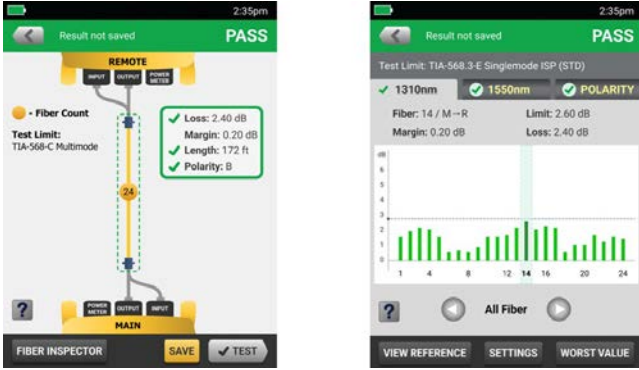 2:35pm
Result not saved PASS
REMOTE
INPUT OUTPUT POWER METER
- Fiber Count
Test Limit:
TIA-568-C Multimode
Loss: 2.40 dB
Margin: 0.20 dB
Length: 172 ft
Polarity: B
24
?
POWER METER OUTPUT INPUT
MAIN
FIBER INSPECTOR SAVE TEST
2:35pm
Result not saved PASS
Test Limit: TIA-568.3-E Singlemode ISP (STD)
1310nm 1550nm POLARITY
Fiber: 14 / M→R Limit: 2.60 dB
Margin: 0.20 dB Loss: 2.40 dB
dB
6
5
4
3
2
1
0
1 4 8 12 14 16 20 24
? All Fiber
VIEW REFERENCE SETTINGS WORST VALUE